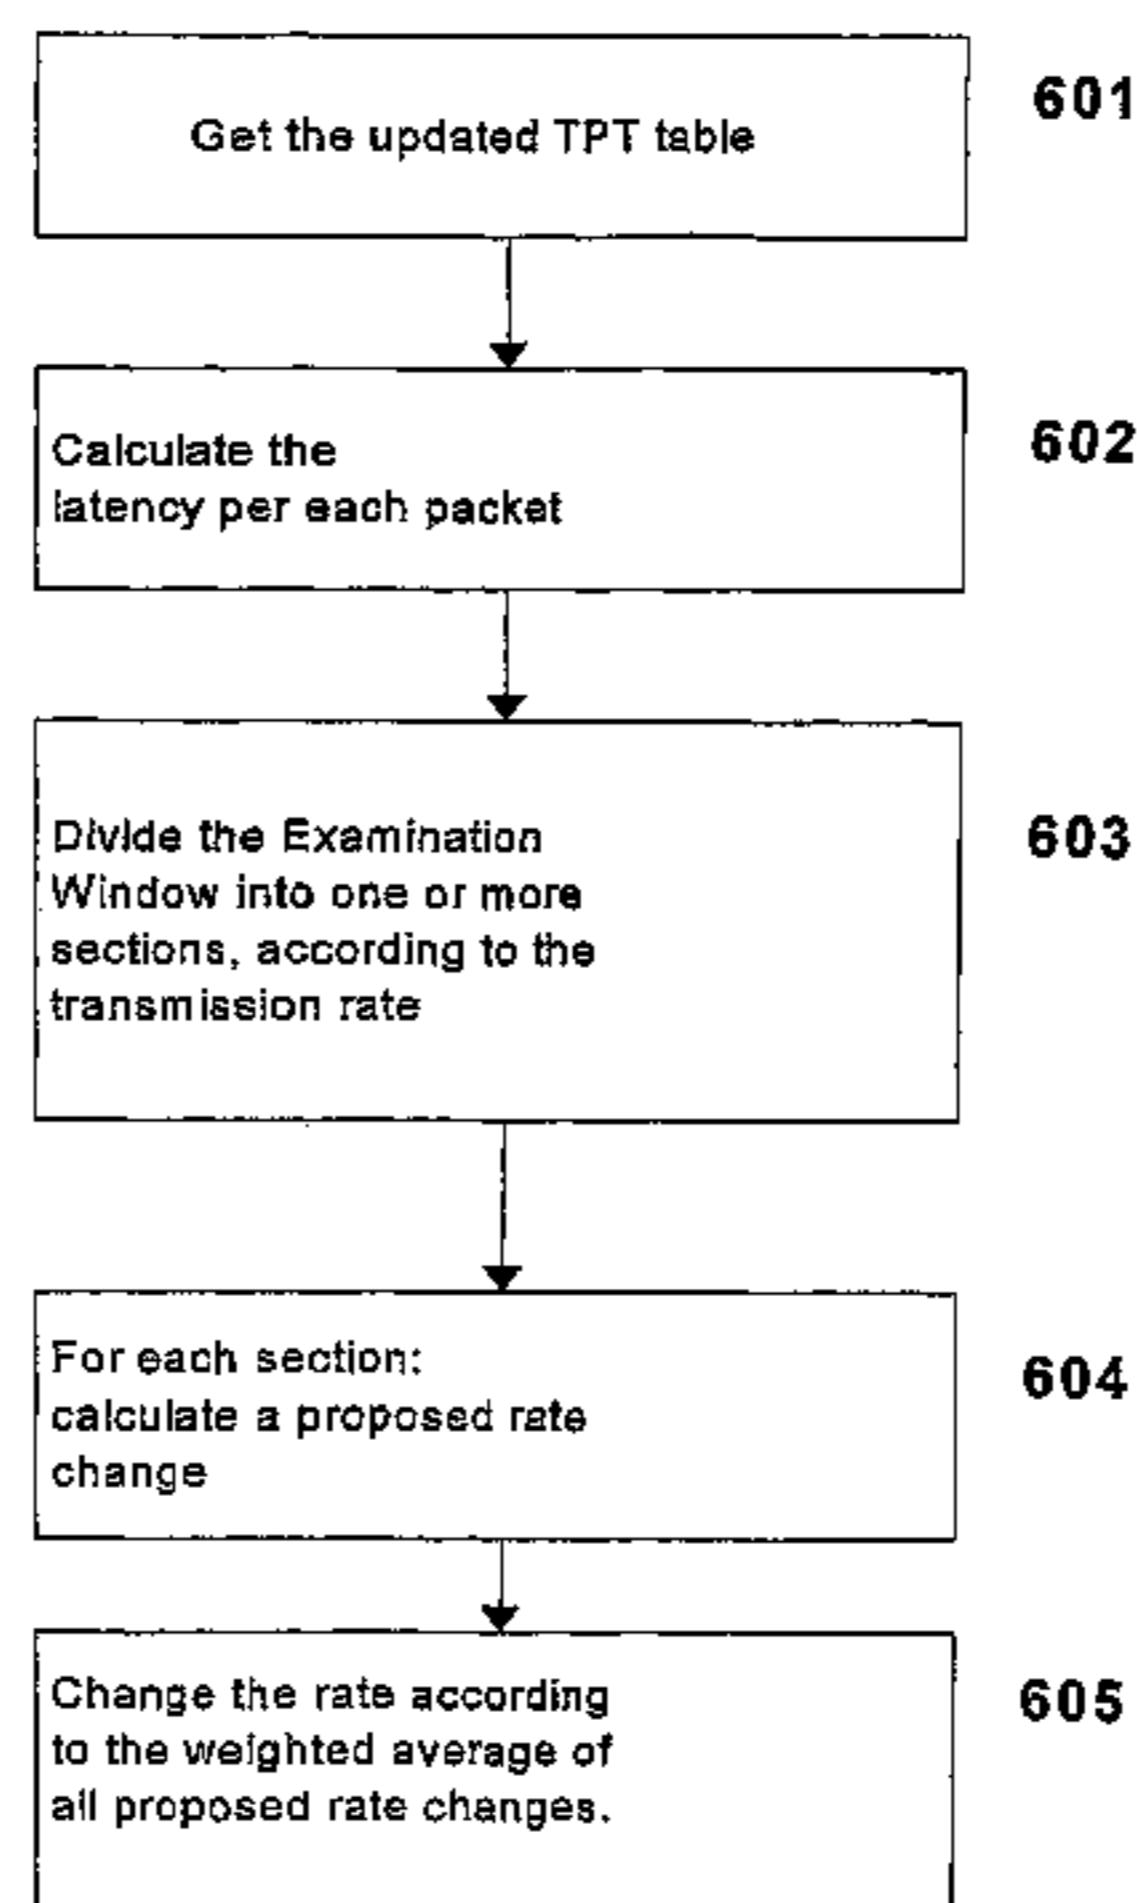 Get the updated TPT table
601
Calculate the
latency per each packet
602
Divide the Examination
Window into one or more
sections, according to the
transmission rate
603
For each section:
calculate a proposed rate
change
604
Change the rate according
to the weighted average of
all proposed rate changes.
605